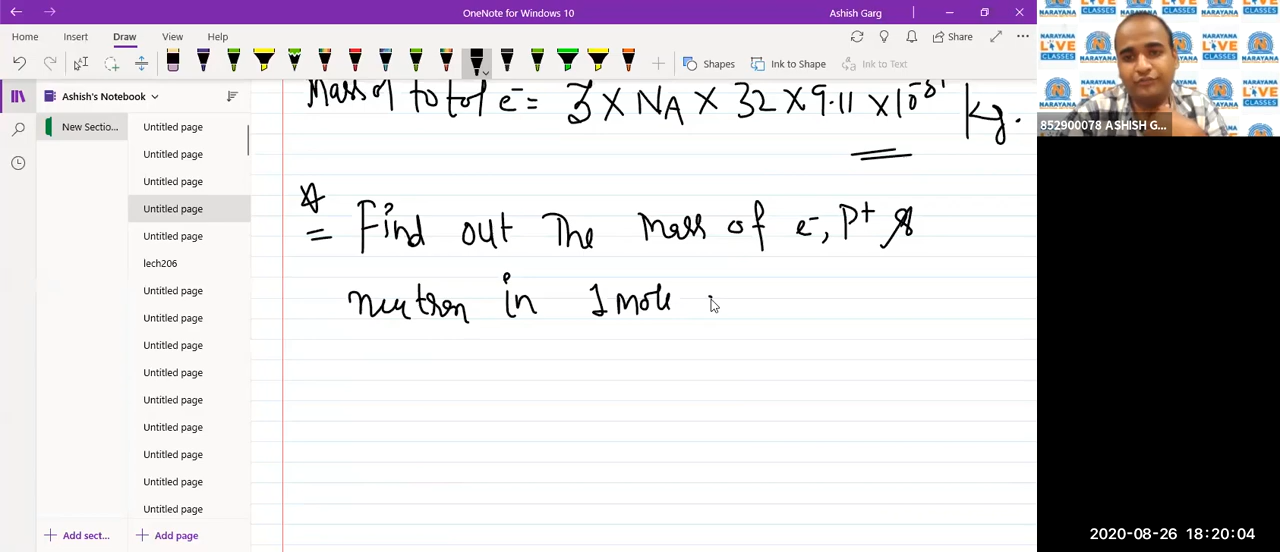 OneNote for Windows 10
Ashish Garg
Home Insert Draw View Help
Share
Shapes Ink to Shape Ink to Text
Ashish's Notebook
New Sectio...
Untitled page
Untitled page
Untitled page
Untitled page
Untitled page
lech206
Untitled page
Untitled page
Untitled page
Untitled page
Untitled page
Untitled page
Untitled page
Untitled page
Untitled page
Add sect...
Add page
Mass of total e- = 3 × NA × 32 × 9.11 × 10-31 kg.
= Find out The Mass of e-, P+ &
neutron in 1 mole
NARAYANA
LIVE
CLASSES
852900078 ASHISH G...
2020-08-26 18:20:04